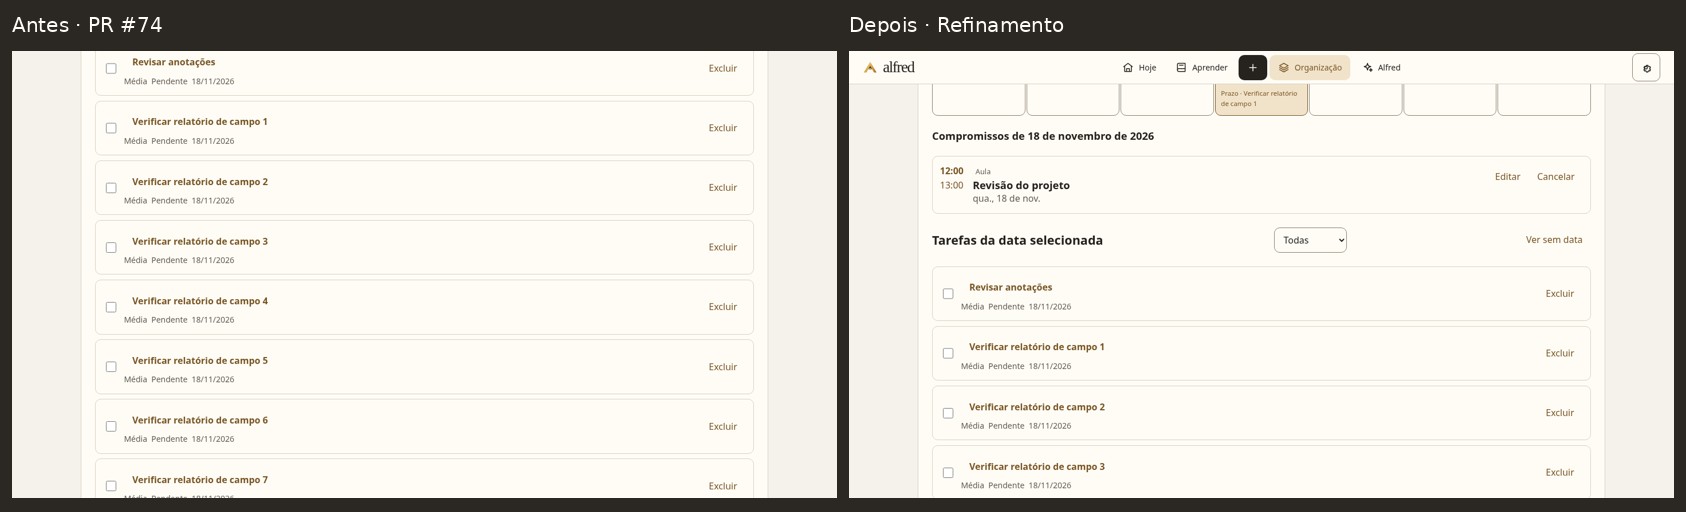 Antes · PR #74
Revisar anotações
Média Pendente 18/11/2026
Excluir
Verificar relatório de campo 1
Média Pendente 18/11/2026
Excluir
Verificar relatório de campo 2
Média Pendente 18/11/2026
Excluir
Verificar relatório de campo 3
Média Pendente 18/11/2026
Excluir
Verificar relatório de campo 4
Média Pendente 18/11/2026
Excluir
Verificar relatório de campo 5
Média Pendente 18/11/2026
Excluir
Verificar relatório de campo 6
Média Pendente 18/11/2026
Excluir
Verificar relatório de campo 7
Média Pendente 18/11/2026
Excluir
Depois · Refinamento
alfred
Hoje
Aprender
+
Organização
Alfred
Prazo · Verificar relatório
de campo 1
Compromissos de 18 de novembro de 2026
12:00 Aula
13:00 Revisão do projeto
qua., 18 de nov.
Editar
Cancelar
Tarefas da data selecionada
Todas
Ver sem data
Revisar anotações
Média Pendente 18/11/2026
Excluir
Verificar relatório de campo 1
Média Pendente 18/11/2026
Excluir
Verificar relatório de campo 2
Média Pendente 18/11/2026
Excluir
Verificar relatório de campo 3
Média Pendente 18/11/2026
Excluir